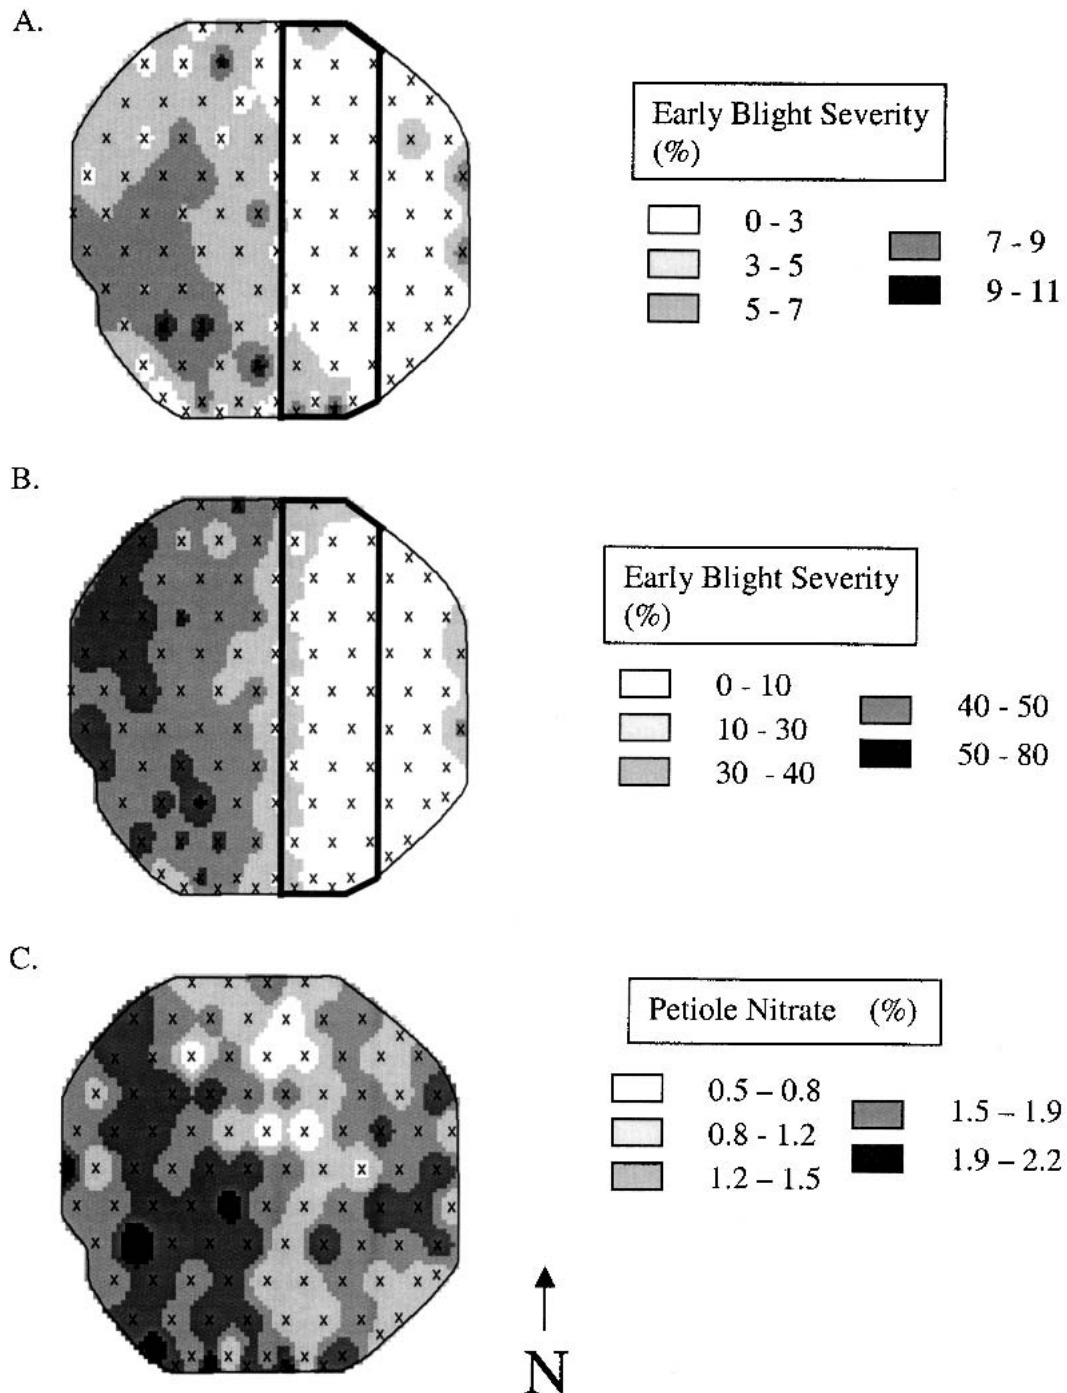 A.
Early Blight Severity
(%)
0 - 3
3 - 5
5 - 7
7 - 9
9 - 11
B.
Early Blight Severity
(%)
0 - 10
10 - 30
30 - 40
40 - 50
50 - 80
C.
Petiole Nitrate (%)
0.5 – 0.8
0.8 - 1.2
1.2 – 1.5
1.5 – 1.9
1.9 – 2.2
N